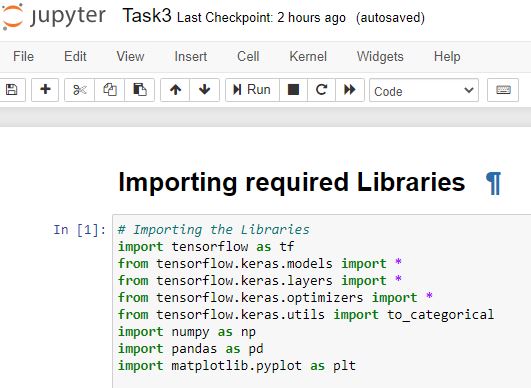 jupyter Task3 Last Checkpoint: 2 hours ago (autosaved)
File Edit View Insert Cell Kernel Widgets Help
Run Code
Importing required Libraries ¶
In [1]: # Importing the Libraries
import tensorflow as tf
from tensorflow.keras.models import *
from tensorflow.keras.layers import *
from tensorflow.keras.optimizers import *
from tensorflow.keras.utils import to_categorical
import numpy as np
import pandas as pd
import matplotlib.pyplot as plt